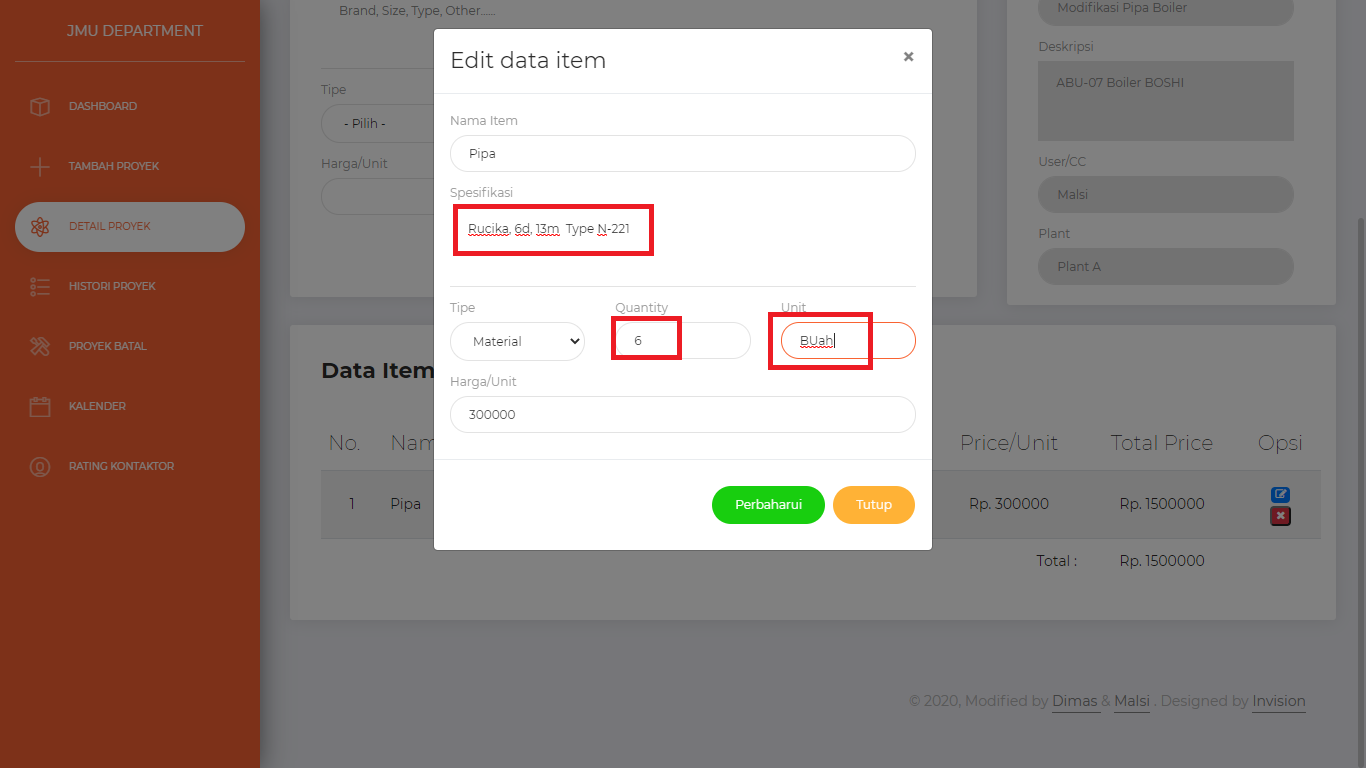 JMU DEPARTMENT
DASHBOARD
TAMBAH PROYEK
DETAIL PROYEK
HISTORI PROYEK
PROYEK BATAL
KALENDER
RATING KONTAKTOR
Brand, Size, Type, Other......
Tipe
- Pilih -
Harga/Unit
Edit data item
×
Nama Item
Pipa
Spesifikasi
Rucika, 6d, 13m Type N-221
Tipe
Quantity
Unit
Material
6
BUah
Harga/Unit
300000
Perbaharui
Tutup
Modifikasi Pipa Boiler
Deskripsi
ABU-07 Boiler BOSHI
User/CC
Malsi
Plant
Plant A
Data Item
No.
Nam
Price/Unit
Total Price
Opsi
1
Pipa
Rp. 300000
Rp. 1500000
Total :
Rp. 1500000
© 2020, Modified by Dimas & Malsi . Designed by Invision